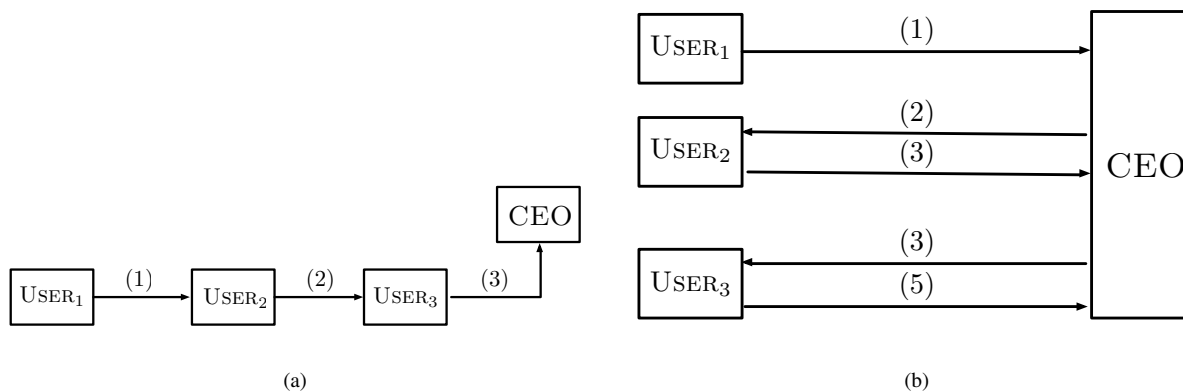 USER1 (1) USER2 (2) USER3 (3) CEO
(a)
USER1 (1)
(2)
USER2 (3) CEO
(3)
USER3 (5)
(b)